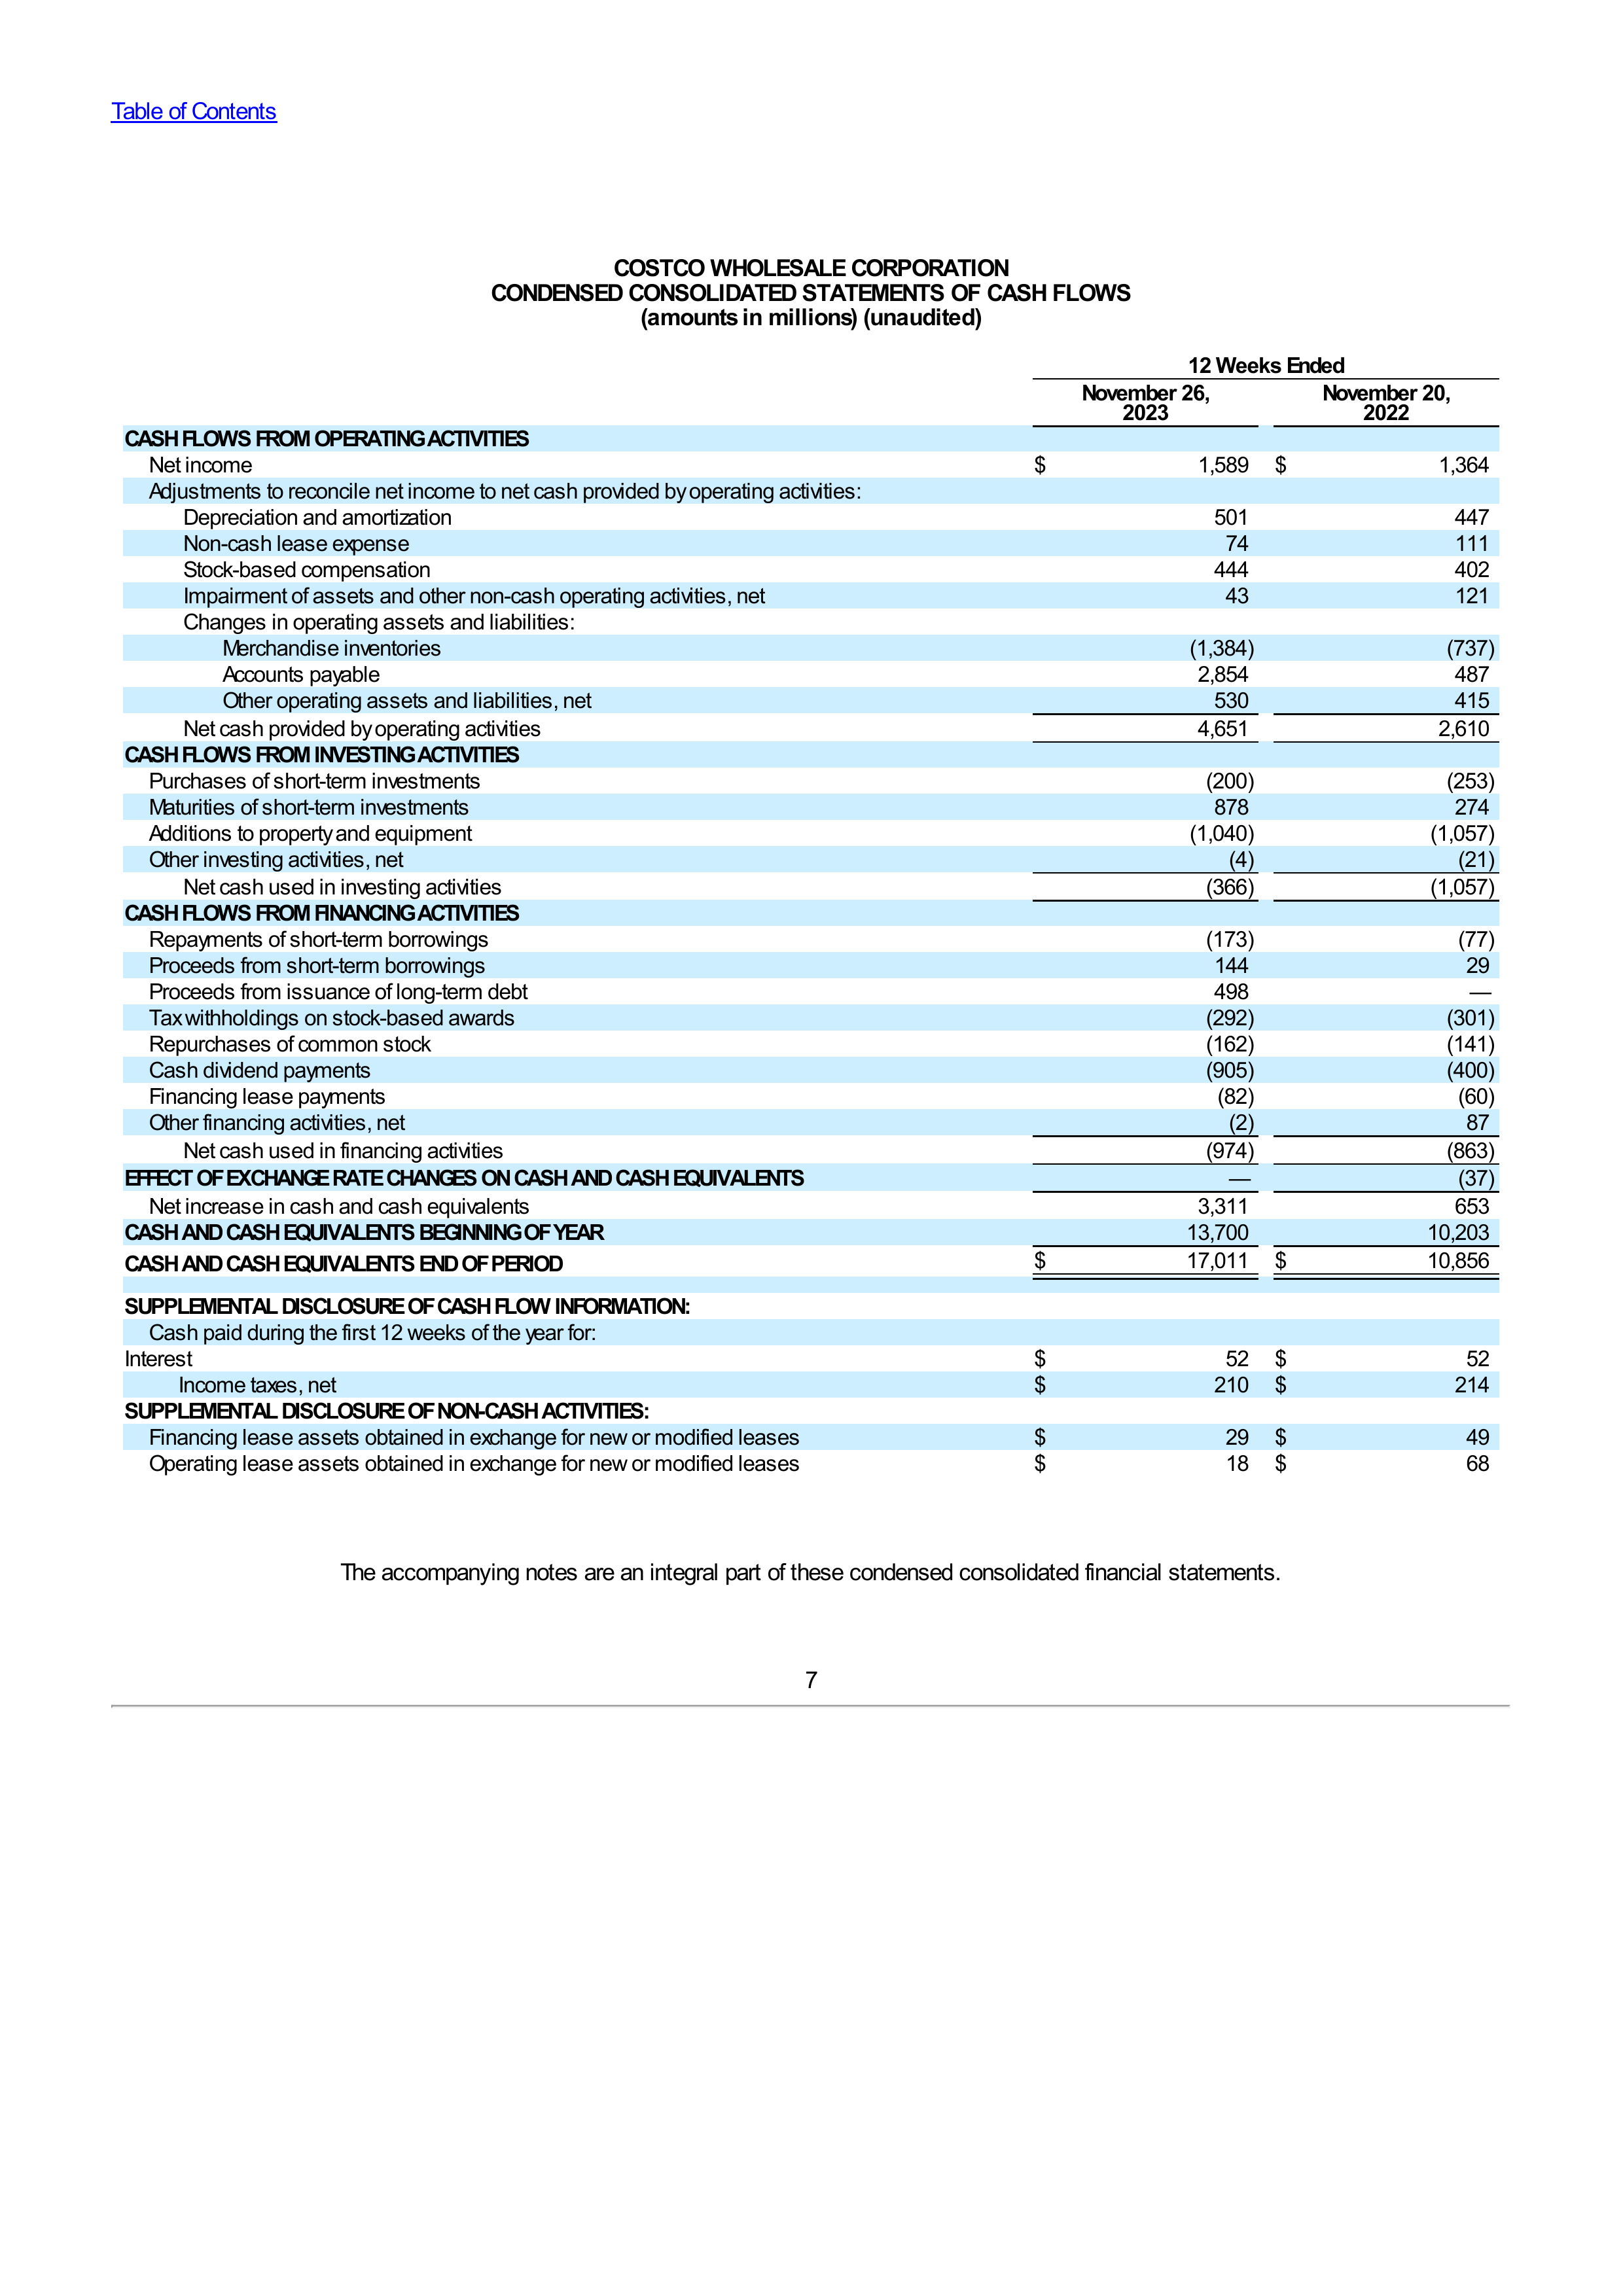 Table of Contents
COSTCO WHOLESALE CORPORATION
CONDENSED CONSOLIDATED STATEMENTS OF CASH FLOWS
(amounts in millions) (unaudited)
12 Weeks Ended
November 26, 2023 November 20, 2022
CASH FLOWS FROM OPERATING ACTIVITIES
Net income $ 1,589 $ 1,364
Adjustments to reconcile net income to net cash provided by operating activities:
Depreciation and amortization 501 447
Non-cash lease expense 74 111
Stock-based compensation 444 402
Impairment of assets and other non-cash operating activities, net 43 121
Changes in operating assets and liabilities:
Merchandise inventories (1,384) (737)
Accounts payable 2,854 487
Other operating assets and liabilities, net 530 415
Net cash provided by operating activities 4,651 2,610
CASH FLOWS FROM INVESTING ACTIVITIES
Purchases of short-term investments (200) (253)
Maturities of short-term investments 878 274
Additions to property and equipment (1,040) (1,057)
Other investing activities, net (4) (21)
Net cash used in investing activities (366) (1,057)
CASH FLOWS FROM FINANCING ACTIVITIES
Repayments of short-term borrowings (173) (77)
Proceeds from short-term borrowings 144 29
Proceeds from issuance of long-term debt 498 —
Tax withholdings on stock-based awards (292) (301)
Repurchases of common stock (162) (141)
Cash dividend payments (905) (400)
Financing lease payments (82) (60)
Other financing activities, net (2) 87
Net cash used in financing activities (974) (863)
EFFECT OF EXCHANGE RATE CHANGES ON CASH AND CASH EQUIVALENTS — (37)
Net increase in cash and cash equivalents 3,311 653
CASH AND CASH EQUIVALENTS BEGINNING OF YEAR 13,700 10,203
CASH AND CASH EQUIVALENTS END OF PERIOD $ 17,011 $ 10,856
SUPPLEMENTAL DISCLOSURE OF CASH FLOW INFORMATION:
Cash paid during the first 12 weeks of the year for:
Interest $ 52 $ 52
Income taxes, net $ 210 $ 214
SUPPLEMENTAL DISCLOSURE OF NON-CASH ACTIVITIES:
Financing lease assets obtained in exchange for new or modified leases $ 29 $ 49
Operating lease assets obtained in exchange for new or modified leases $ 18 $ 68
The accompanying notes are an integral part of these condensed consolidated financial statements.
7